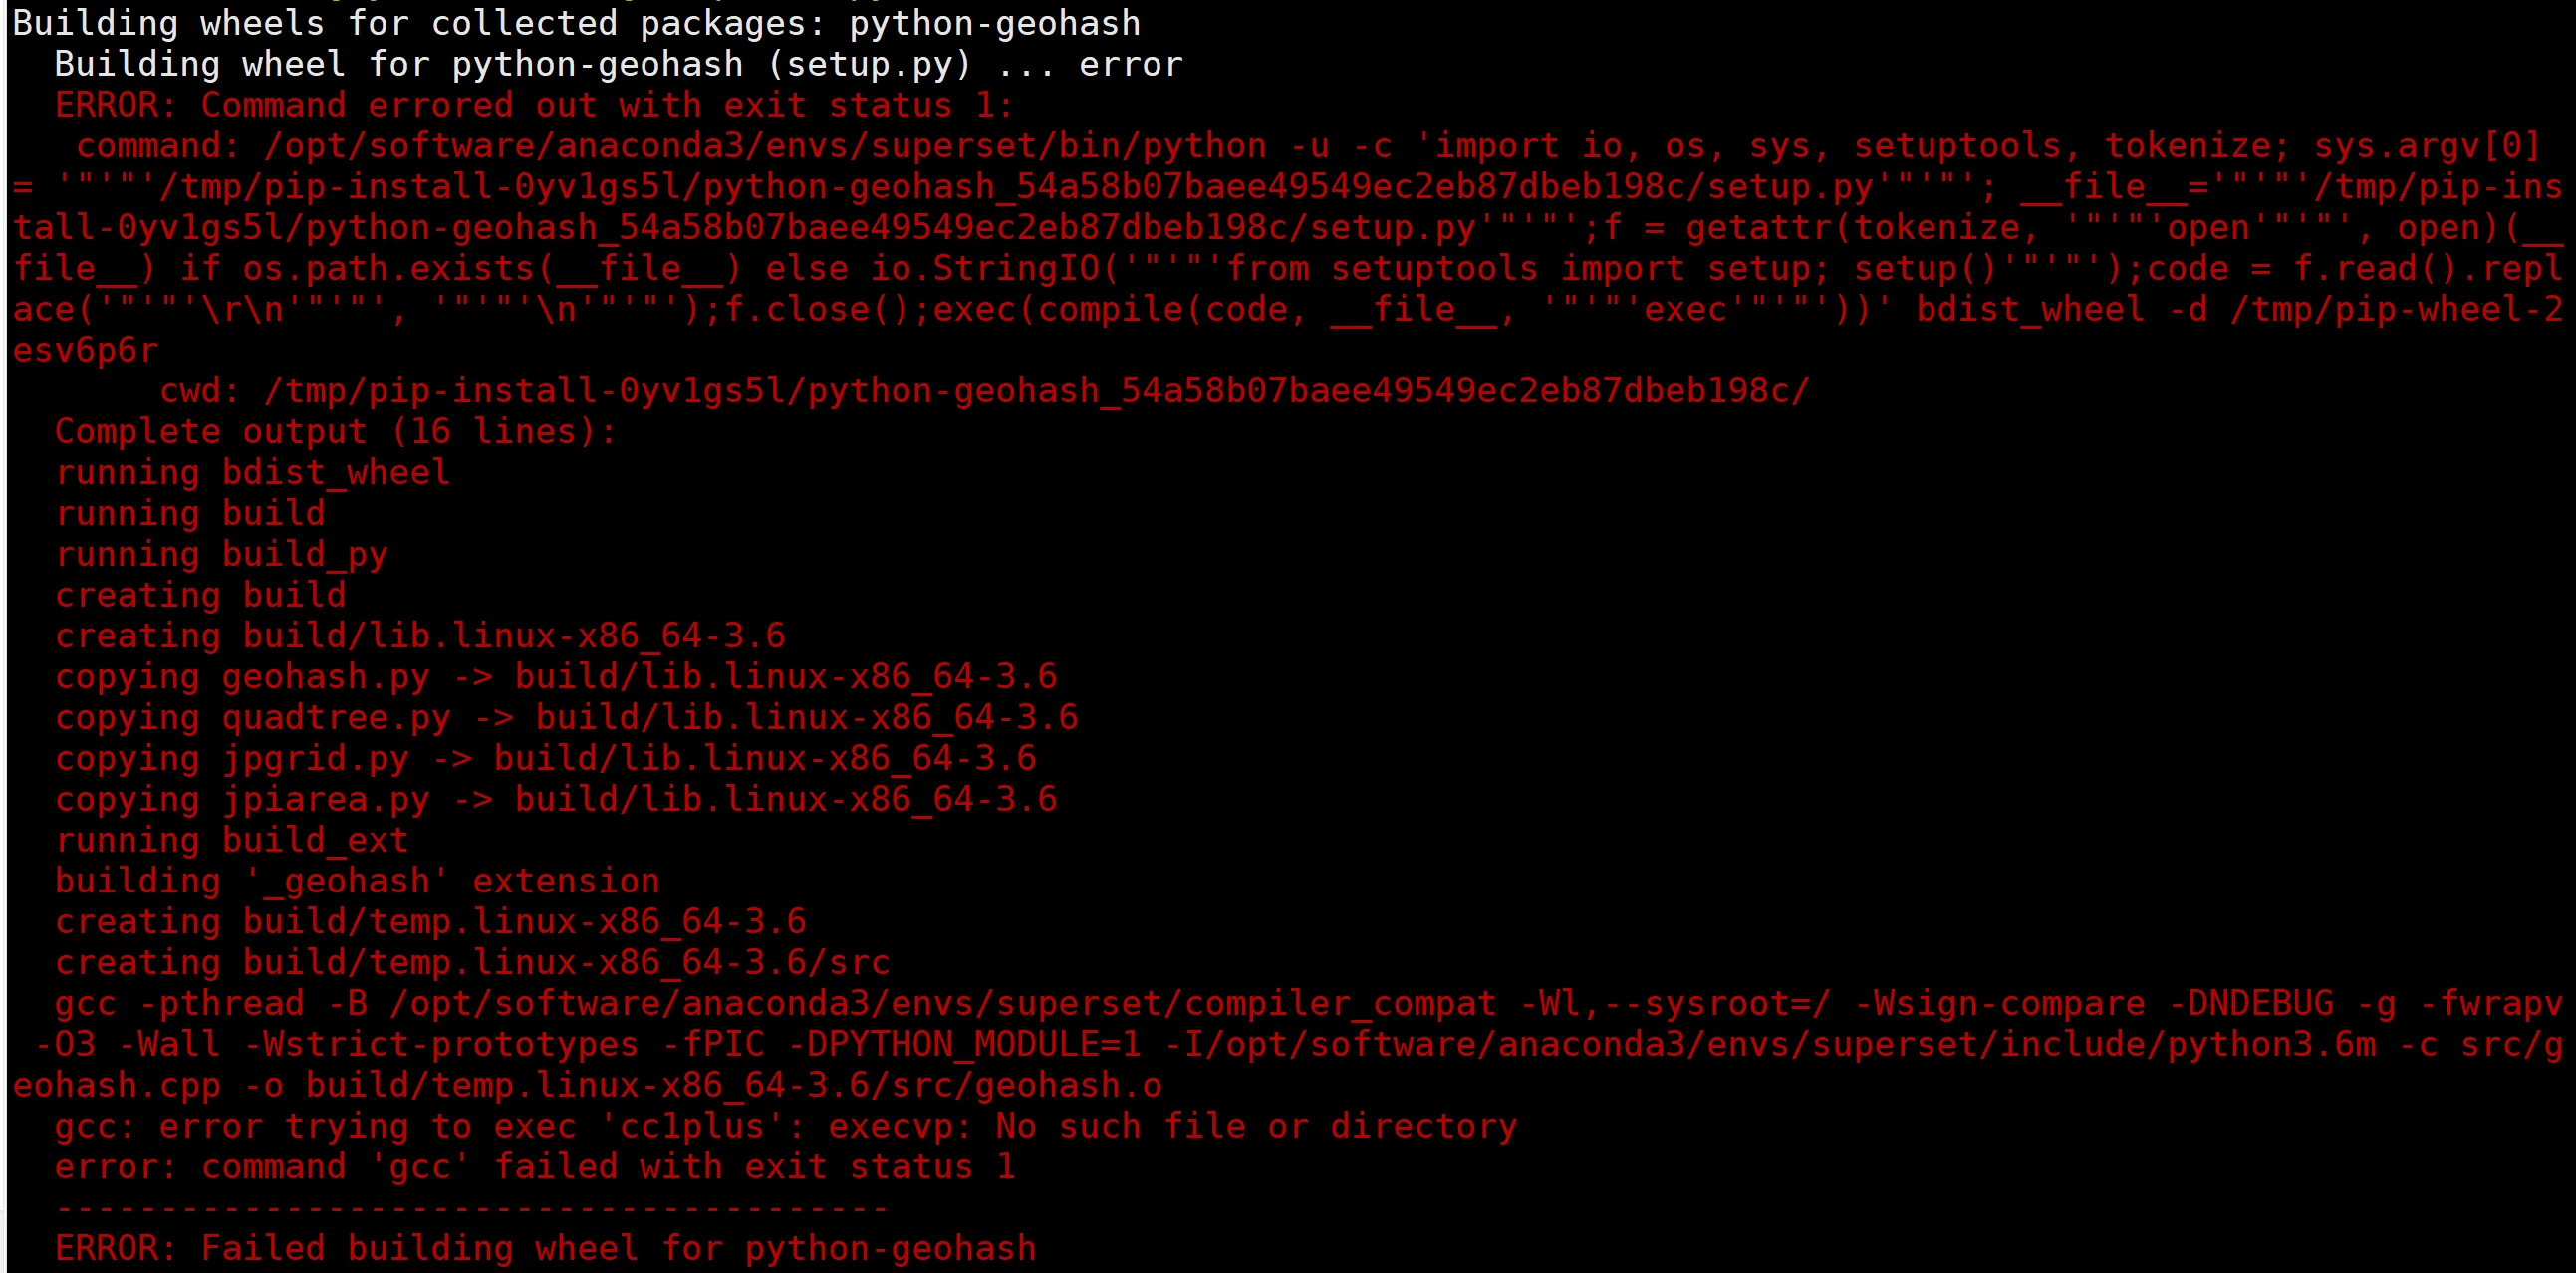 Building wheels for collected packages: python-geohash
  Building wheel for python-geohash (setup.py) ... error
  ERROR: Command errored out with exit status 1:
   command: /opt/software/anaconda3/envs/superset/bin/python -u -c 'import io, os, sys, setuptools, tokenize; sys.argv[0]
= '"'"'/tmp/pip-install-0yv1gs5l/python-geohash_54a58b07baee49549ec2eb87dbeb198c/setup.py'"'"'; __file__='"'"'/tmp/pip-ins
tall-0yv1gs5l/python-geohash_54a58b07baee49549ec2eb87dbeb198c/setup.py'"'"';f = getattr(tokenize, '"'"'open'"'"', open)(__
file__) if os.path.exists(__file__) else io.StringIO('"'"'from setuptools import setup; setup()'"'"');code = f.read().repl
ace('"'"'\r\n'"'"', '"'"'\n'"'"');f.close();exec(compile(code, __file__, '"'"'exec'"'"'))' bdist_wheel -d /tmp/pip-wheel-2
esv6p6r
       cwd: /tmp/pip-install-0yv1gs5l/python-geohash_54a58b07baee49549ec2eb87dbeb198c/
  Complete output (16 lines):
  running bdist_wheel
  running build
  running build_py
  creating build
  creating build/lib.linux-x86_64-3.6
  copying geohash.py -> build/lib.linux-x86_64-3.6
  copying quadtree.py -> build/lib.linux-x86_64-3.6
  copying jpgrid.py -> build/lib.linux-x86_64-3.6
  copying jpiarea.py -> build/lib.linux-x86_64-3.6
  running build_ext
  building '_geohash' extension
  creating build/temp.linux-x86_64-3.6
  creating build/temp.linux-x86_64-3.6/src
  gcc -pthread -B /opt/software/anaconda3/envs/superset/compiler_compat -Wl,--sysroot=/ -Wsign-compare -DNDEBUG -g -fwrapv
 -O3 -Wall -Wstrict-prototypes -fPIC -DPYTHON_MODULE=1 -I/opt/software/anaconda3/envs/superset/include/python3.6m -c src/g
eohash.cpp -o build/temp.linux-x86_64-3.6/src/geohash.o
  gcc: error trying to exec 'cc1plus': execvp: No such file or directory
  error: command 'gcc' failed with exit status 1
  ----------------------------------------
  ERROR: Failed building wheel for python-geohash